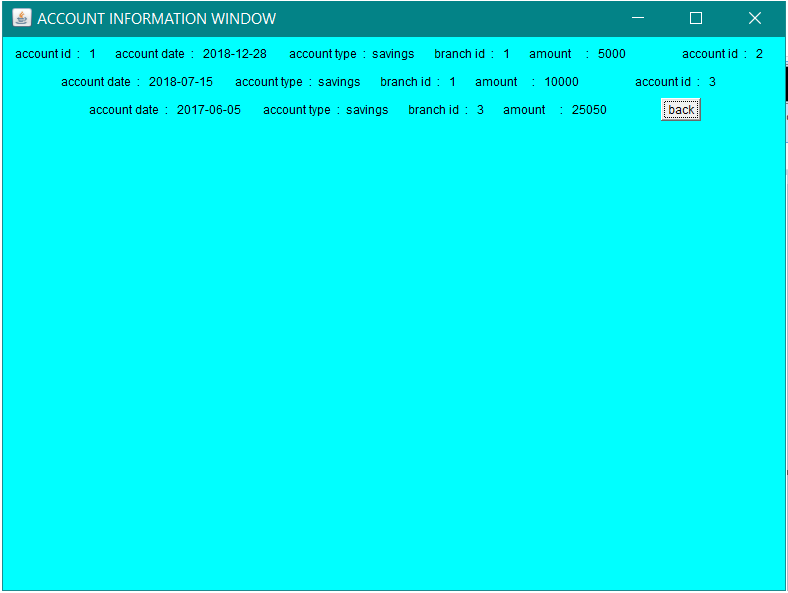 ACCOUNT INFORMATION WINDOW
account id : 1 account date : 2018-12-28 account type : savings branch id : 1 amount : 5000 account id : 2
account date : 2018-07-15 account type : savings branch id : 1 amount : 10000 account id : 3
account date : 2017-06-05 account type : savings branch id : 3 amount : 25050 back